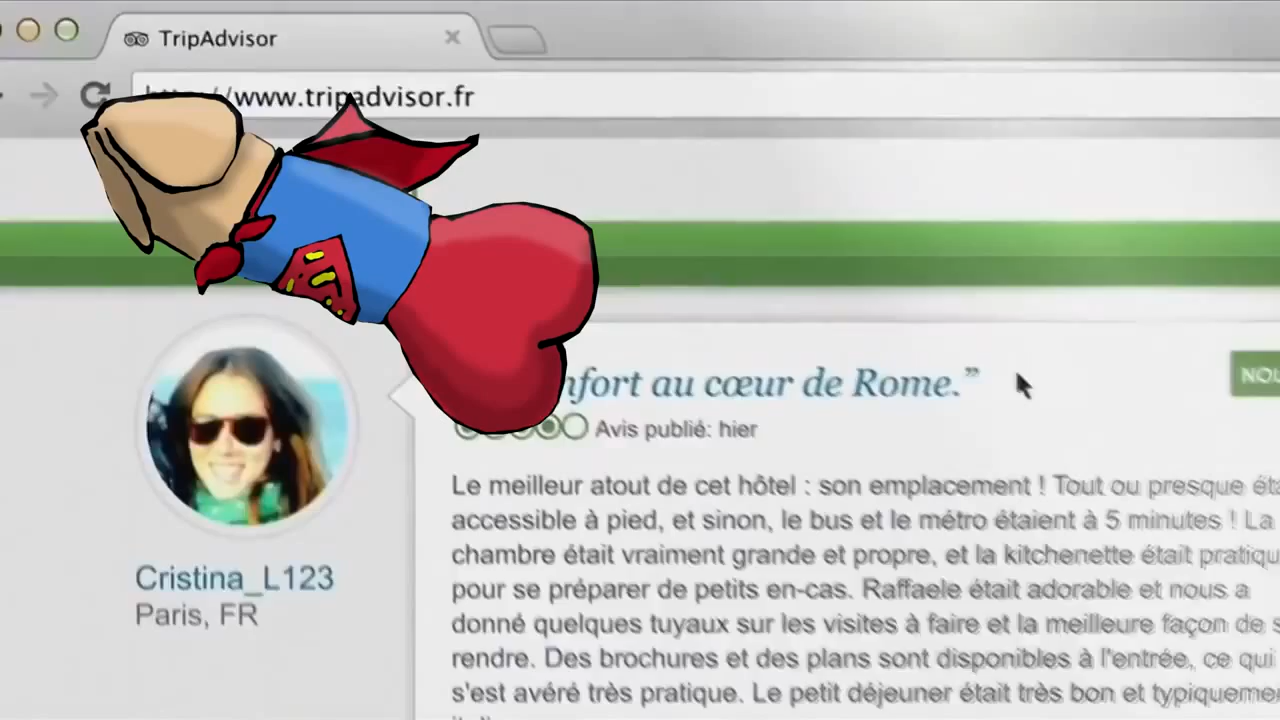 TripAdvisor
http://www.tripadvisor.fr
nfort au cœur de Rome.”
NOU
Avis publié: hier
Le meilleur atout de cet hôtel : son emplacement ! Tout ou presque éta
accessible à pied, et sinon, le bus et le métro étaient à 5 minutes ! La
chambre était vraiment grande et propre, et la kitchenette était pratiqu
pour se préparer de petits en-cas. Raffaele était adorable et nous a
donné quelques tuyaux sur les visites à faire et la meilleure façon de s
rendre. Des brochures et des plans sont disponibles à l'entrée, ce qui
s'est avéré très pratique. Le petit déjeuner était très bon et typiqueme
Cristina_L123
Paris, FR